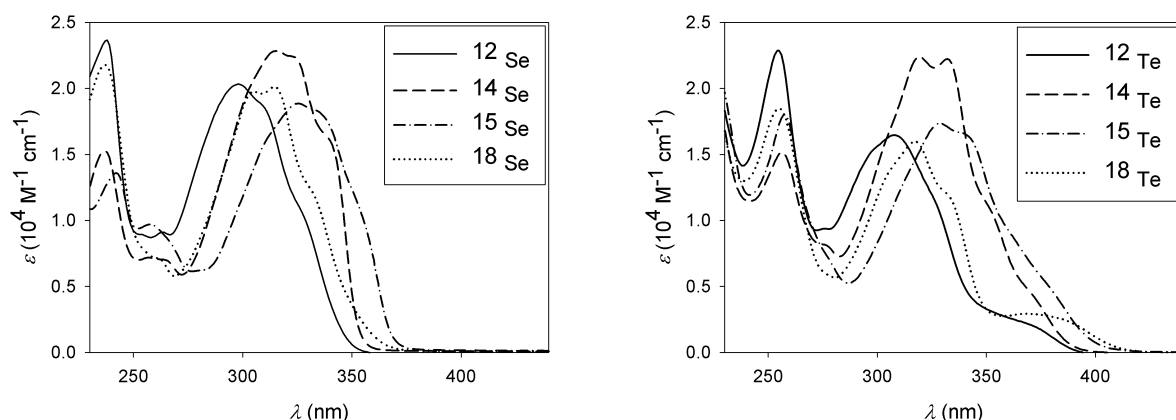 2.5
2.0
1.5
1.0
0.5
0.0
ε (10⁴ M⁻¹ cm⁻¹)
250 300 350 400
λ (nm)
12 Se
14 Se
15 Se
18 Se
2.5
2.0
1.5
1.0
0.5
0.0
ε (10⁴ M⁻¹ cm⁻¹)
250 300 350 400
λ (nm)
12 Te
14 Te
15 Te
18 Te